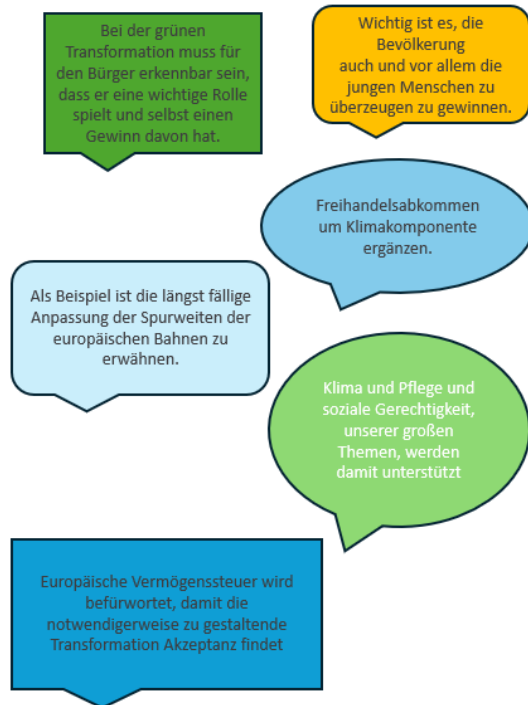 Bei der grünen
Transformation muss für
den Bürger erkennbar sein,
dass er eine wichtige Rolle
spielt und selbst einen
Gewinn davon hat.
Wichtig ist es, die
Bevölkerung
auch und vor allem die
jungen Menschen zu
überzeugen zu gewinnen.
Freihandelsabkommen
um Klimakomponente
ergänzen.
Als Beispiel ist die längst fällige
Anpassung der Spurweiten der
europäischen Bahnen zu
erwähnen.
Klima und Pflege und
soziale Gerechtigkeit,
unserer großen
Themen, werden
damit unterstützt
Europäische Vermögenssteuer wird
befürwortet, damit die
notwendigerweise zu gestaltende
Transformation Akzeptanz findet